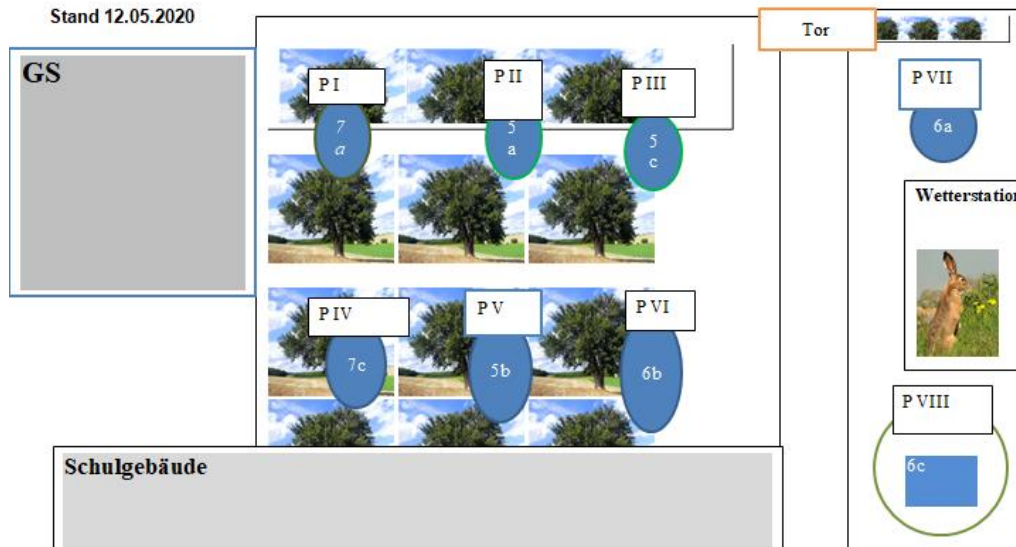 Stand 12.05.2020
Tor
GS
P I
P II
P III
P VII
7
a
5
a
5
c
6a
Wetterstation
P IV
P V
P VI
7c
5b
6b
P VIII
6c
Schulgebäude